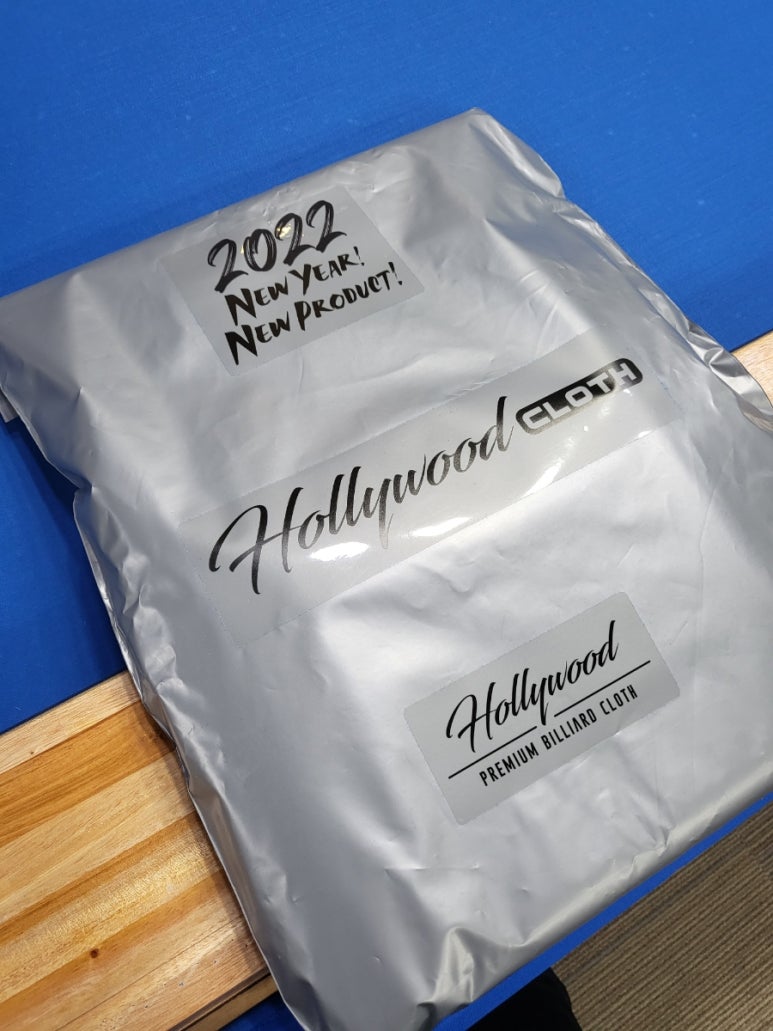 2022
New Year!
New Product!
Hollywood CLOTH
Hollywood
PREMIUM BILLIARD CLOTH